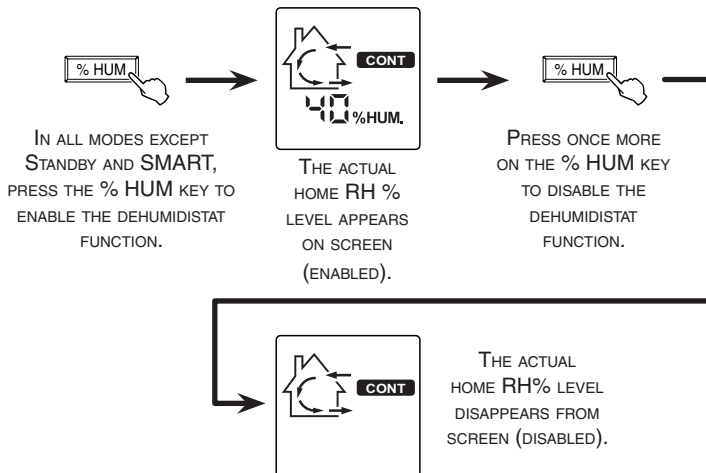 % HUM
IN ALL MODES EXCEPT
STANDBY AND SMART,
PRESS THE % HUM KEY TO
ENABLE THE DEHUMIDISTAT
FUNCTION.
CONT
40 %HUM.
THE ACTUAL
HOME RH %
LEVEL APPEARS
ON SCREEN
(ENABLED).
% HUM
PRESS ONCE MORE
ON THE % HUM KEY
TO DISABLE THE
DEHUMIDISTAT
FUNCTION.
CONT
THE ACTUAL
HOME RH% LEVEL
DISAPPEARS FROM
SCREEN (DISABLED).